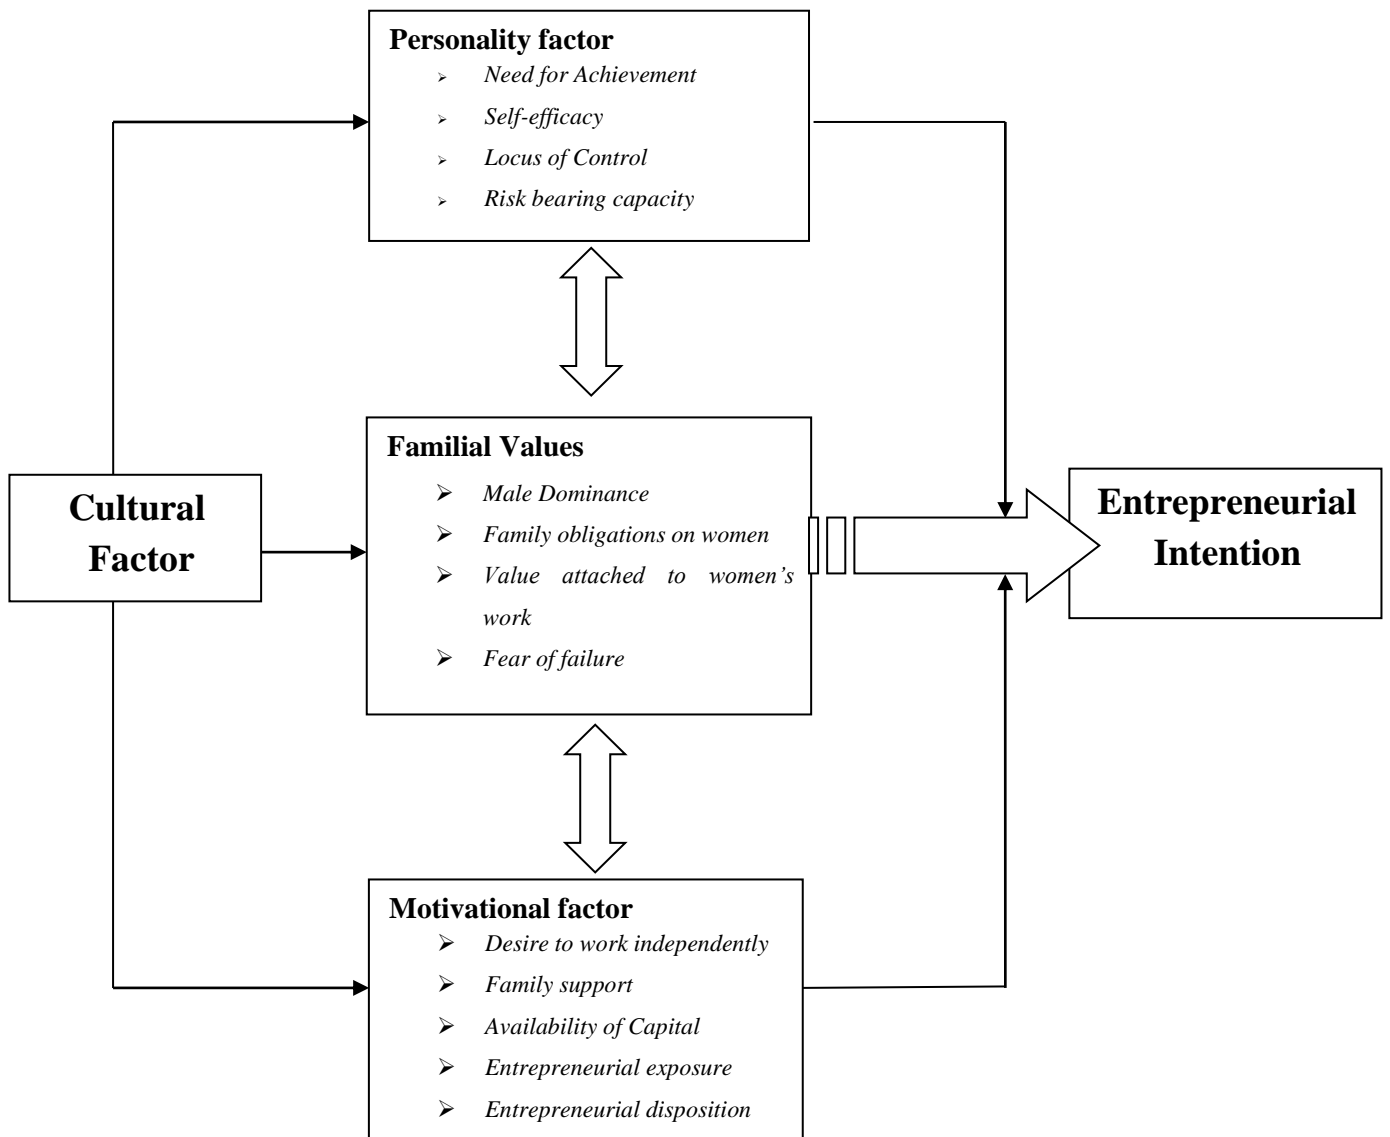 Personality factor
Need for Achievement
Self-efficacy
Locus of Control
Risk bearing capacity
Familial Values
Male Dominance
Family obligations on women
Value attached to women’s
work
Fear of failure
Cultural
Factor
Entrepreneurial
Intention
Motivational factor
Desire to work independently
Family support
Availability of Capital
Entrepreneurial exposure
Entrepreneurial disposition